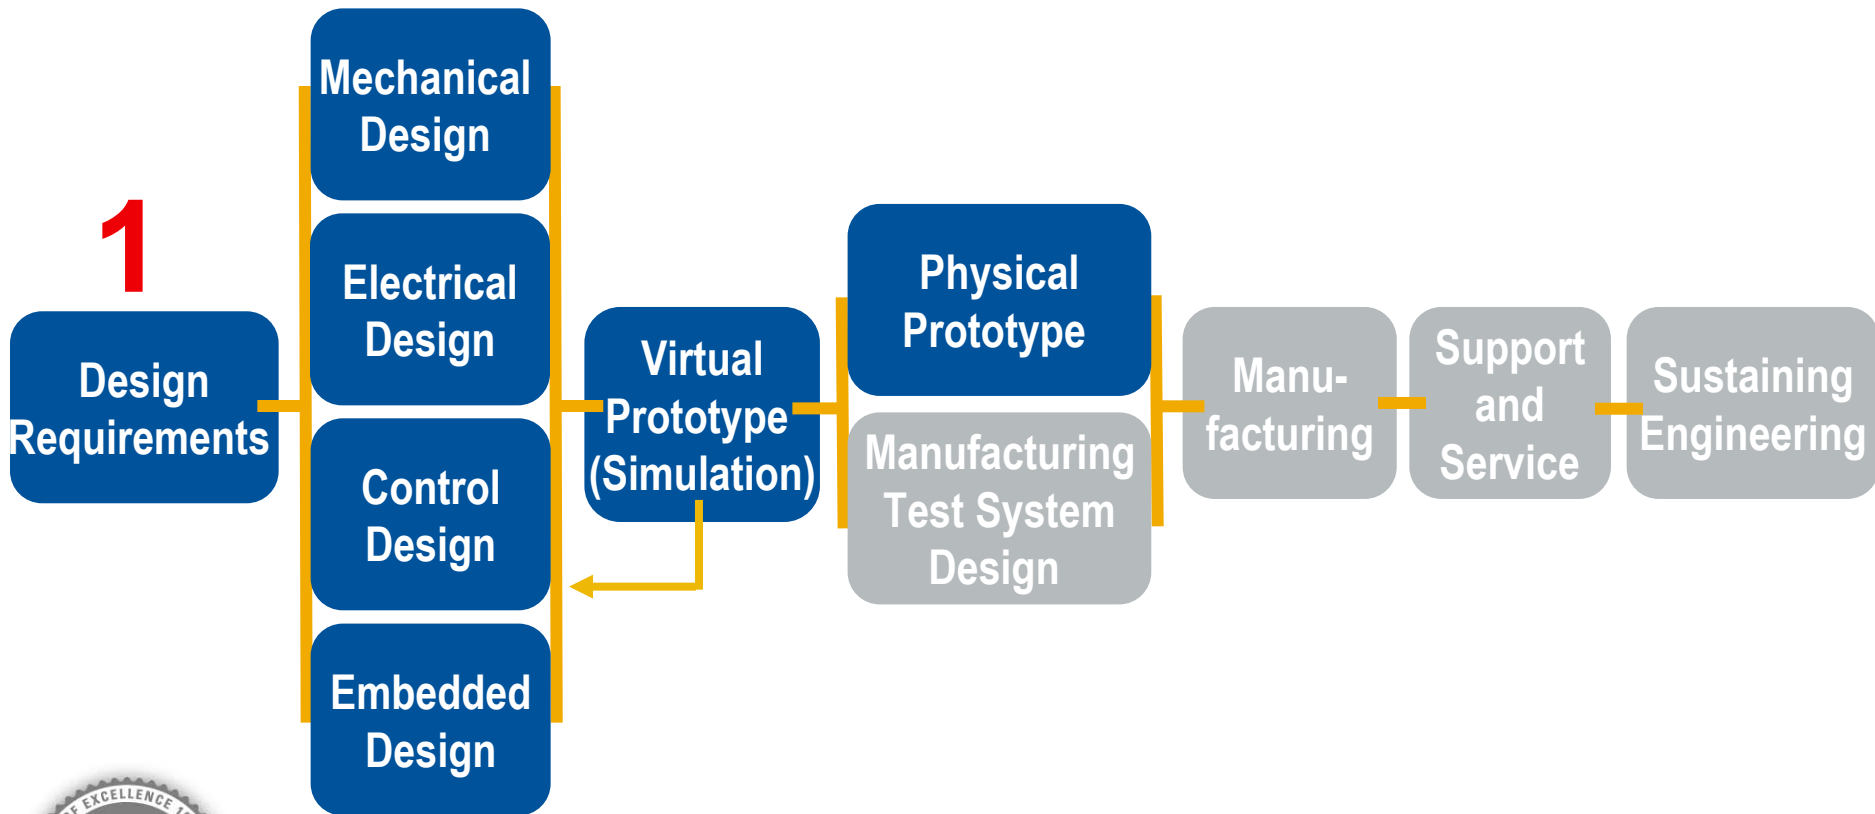 1
Design
Requirements
Mechanical
Design
Electrical
Design
Control
Design
Embedded
Design
Virtual
Prototype
(Simulation)
Physical
Prototype
Manufacturing
Test System
Design
Manu-
facturing
Support
and
Service
Sustaining
Engineering
OF EXCELLENCE